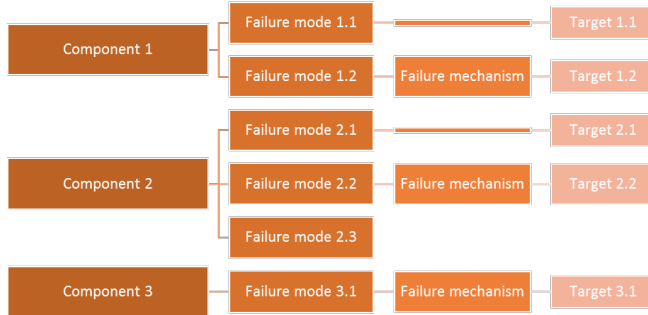 Failure mode 1.1
Target 1.1
Component 1
Failure mode 1.2
Failure mechanism
Target 1.2
Failure mode 2.1
Target 2.1
Component 2
Failure mode 2.2
Failure mechanism
Target 2.2
Failure mode 2.3
Component 3
Failure mode 3.1
Failure mechanism
Target 3.1